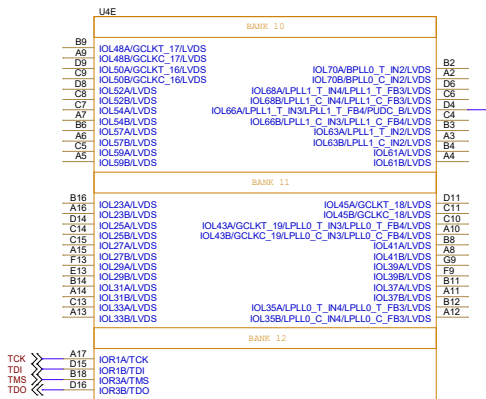 U4E
BANK 10
B9 IOL48A/GCLKT_17/LVDS
A9 IOL48B/GCLKC_17/LVDS
D9 IOL50A/GCLKT_16/LVDS IOL70A/BPLL0_T_IN2/LVDS B2
C9 IOL50B/GCLKC_16/LVDS IOL70B/BPLL0_C_IN2/LVDS A2
D8 IOL52A/LVDS IOL68A/LPLL1_T_IN4/LPLL1_T_FB3/LVDS D6
C8 IOL52B/LVDS IOL68B/LPLL1_C_IN4/LPLL1_C_FB3/LVDS C6
C7 IOL54A/LVDS IOL66A/LPLL1_T_IN3/LPLL1_T_FB4/PUDC_B/LVDS D4
A7 IOL54B/LVDS IOL66B/LPLL1_C_IN3/LPLL1_C_FB4/LVDS C4
B6 IOL57A/LVDS IOL63A/LPLL1_T_IN2/LVDS B3
A6 IOL57B/LVDS IOL63B/LPLL1_C_IN2/LVDS A3
C5 IOL59A/LVDS IOL61A/LVDS B4
A5 IOL59B/LVDS IOL61B/LVDS A4
BANK 11
B16 IOL23A/LVDS IOL45A/GCLKT_18/LVDS D11
A16 IOL23B/LVDS IOL45B/GCLKC_18/LVDS C11
D14 IOL25A/LVDS IOL43A/GCLKT_19/LPLL0_T_IN3/LPLL0_T_FB4/LVDS C10
C14 IOL25B/LVDS IOL43B/GCLKC_19/LPLL0_C_IN3/LPLL0_C_FB4/LVDS A10
C15 IOL27A/LVDS IOL41A/LVDS B8
A15 IOL27B/LVDS IOL41B/LVDS A8
F13 IOL29A/LVDS IOL39A/LVDS G9
E13 IOL29B/LVDS IOL39B/LVDS F9
B14 IOL31A/LVDS IOL37A/LVDS B11
A14 IOL31B/LVDS IOL37B/LVDS A11
C13 IOL33A/LVDS IOL35A/LPLL0_T_IN4/LPLL0_T_FB3/LVDS B12
A13 IOL33B/LVDS IOL35B/LPLL0_C_IN4/LPLL0_C_FB3/LVDS A12
BANK 12
TCK A17 IOR1A/TCK
TDI D15 IOR1B/TDI
TMS B18 IOR3A/TMS
TDO D16 IOR3B/TDO